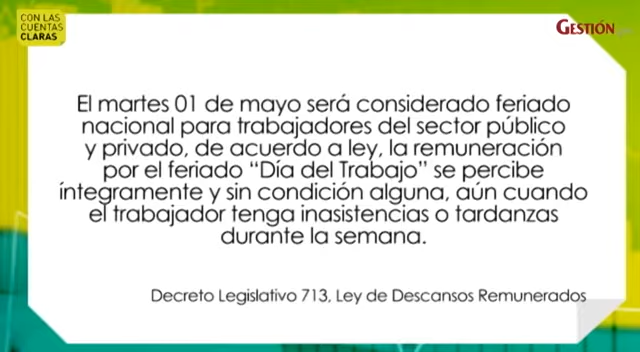 CON LAS
CUENTAS
CLARAS
GESTIÓN
El martes 01 de mayo será considerado feriado
nacional para trabajadores del sector público
y privado, de acuerdo a ley, la remuneración
por el feriado “Día del Trabajo” se percibe
íntegramente y sin condición alguna, aún cuando
el trabajador tenga inasistencias o tardanzas
durante la semana.
Decreto Legislativo 713, Ley de Descansos Remunerados